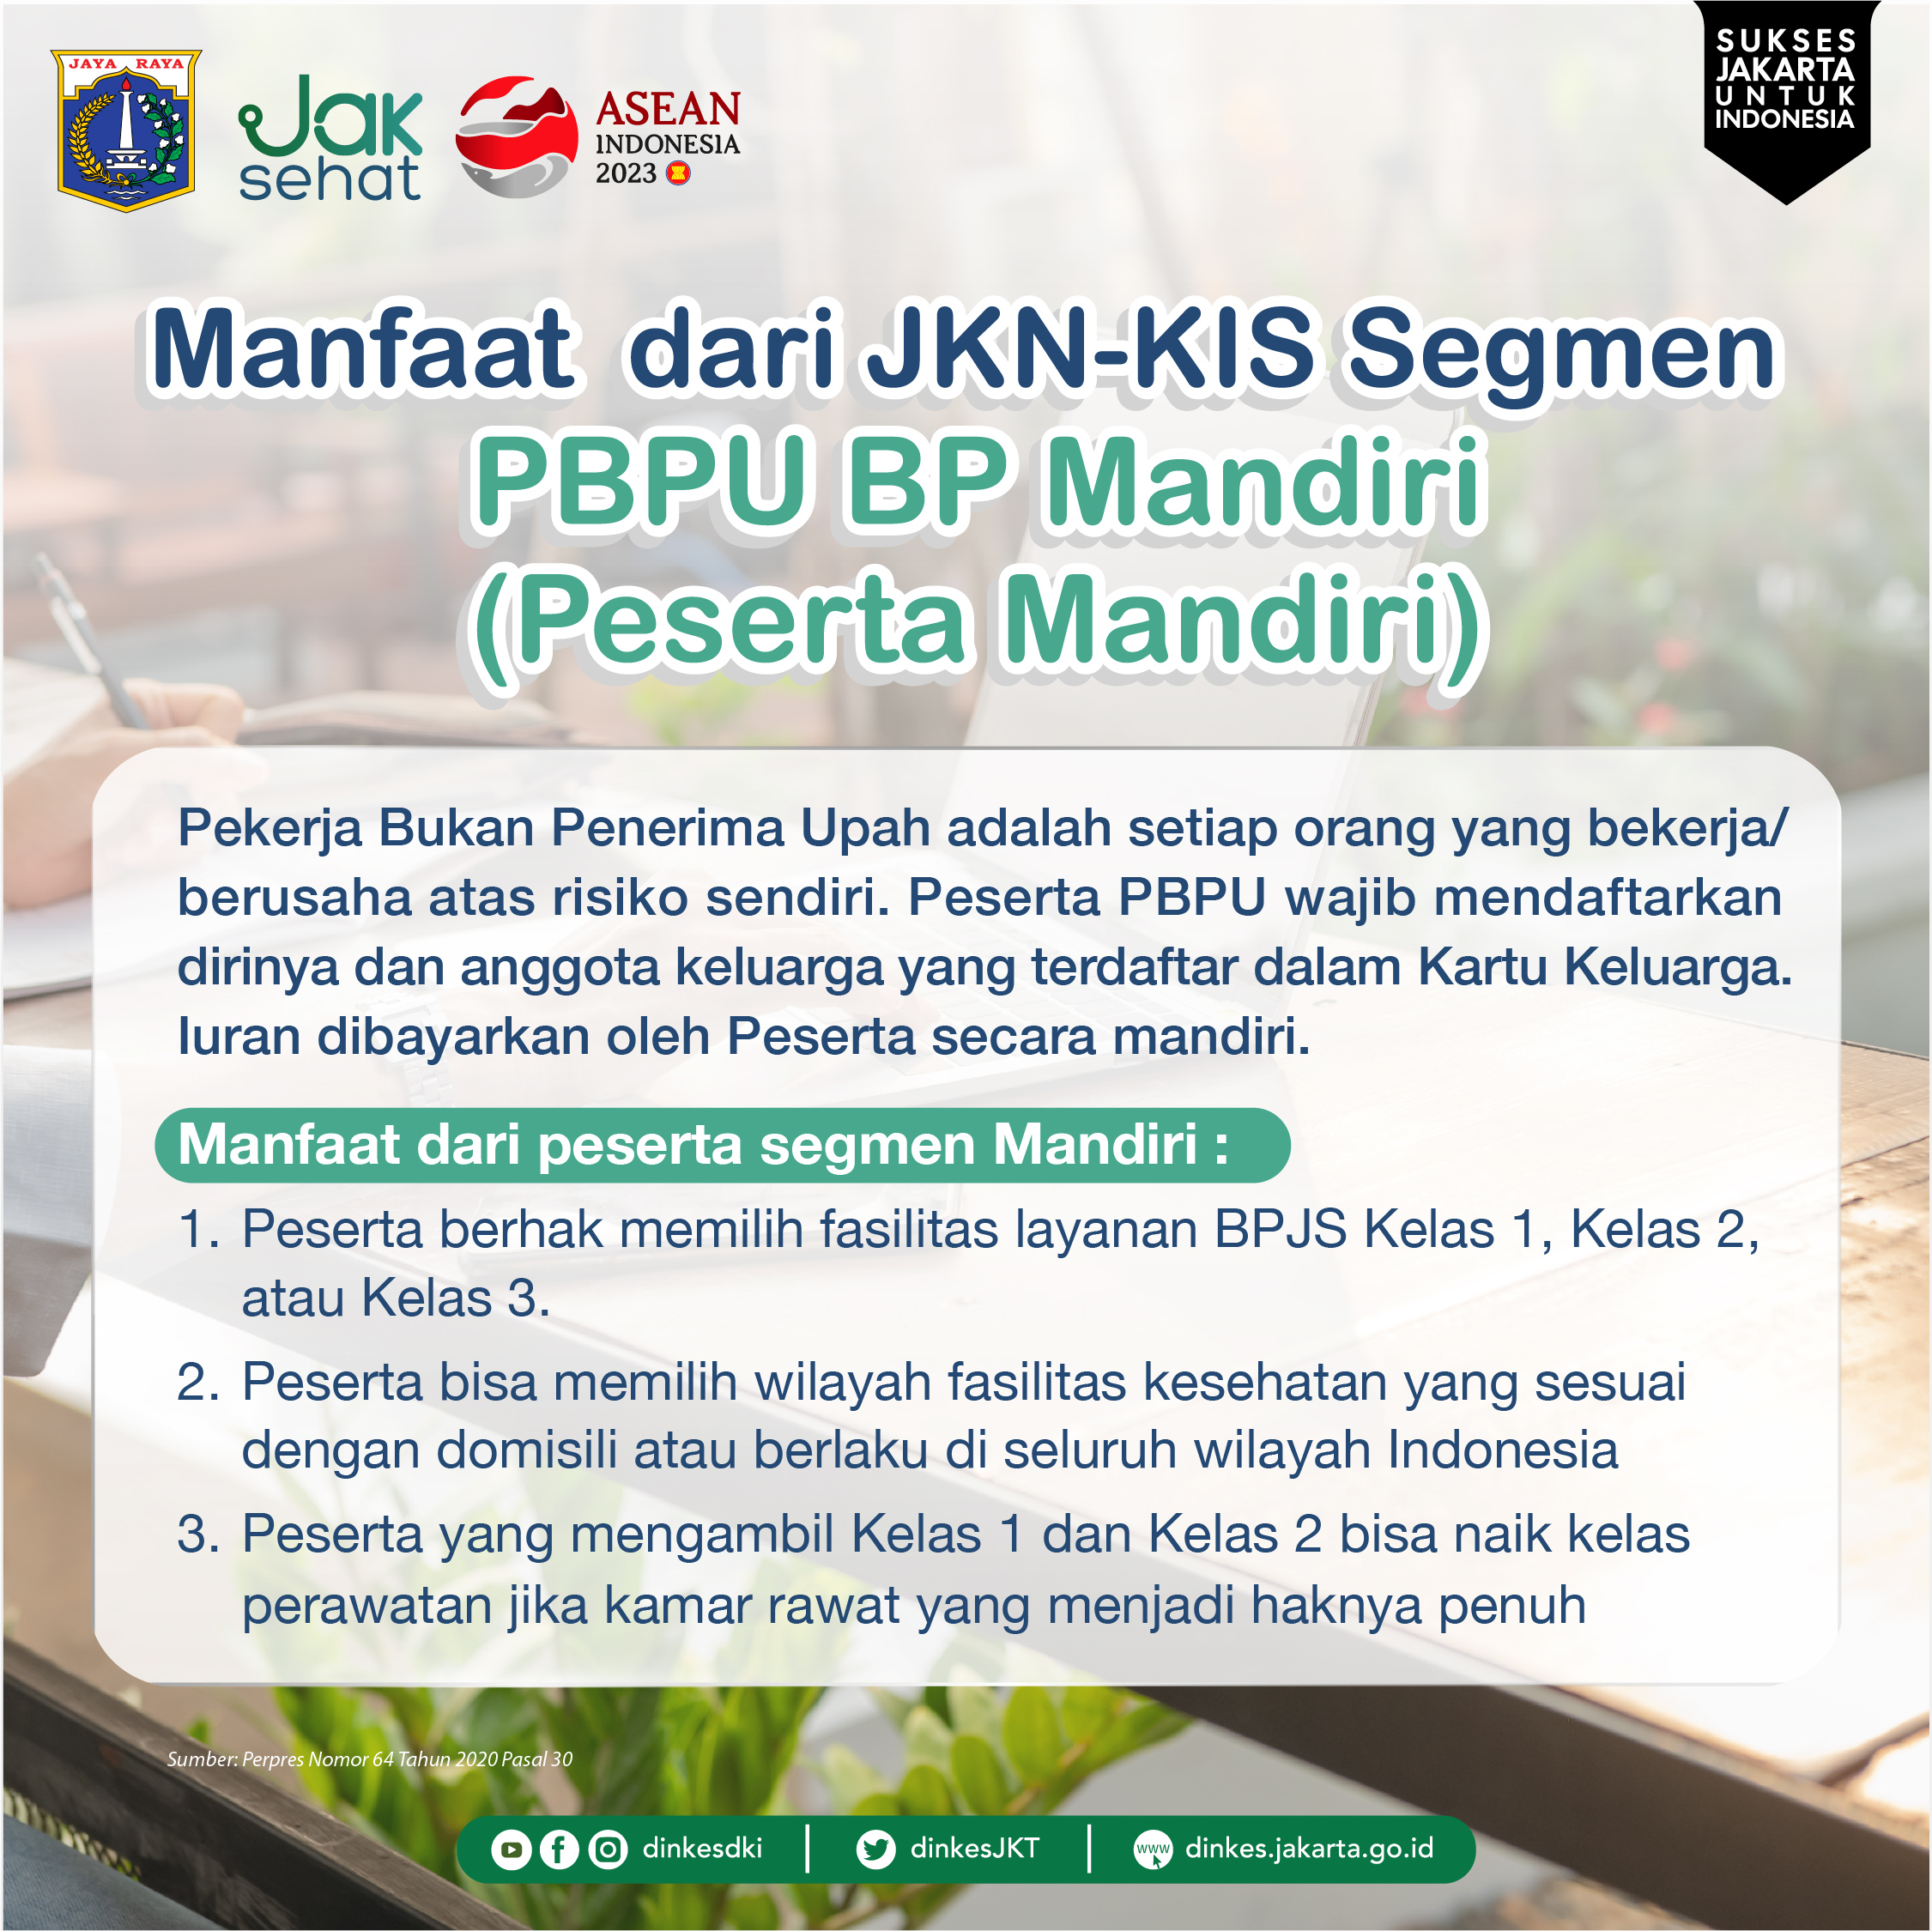 JAYA RAYA
Jak
sehat
ASEAN
INDONESIA
2023
SUKSES
JAKARTA
UNTUK
INDONESIA
Manfaat dari JKN-KIS Segmen
PBPU BP Mandiri
(Peserta Mandiri)
Pekerja Bukan Penerima Upah adalah setiap orang yang bekerja/
berusaha atas risiko sendiri. Peserta PBPU wajib mendaftarkan
dirinya dan anggota keluarga yang terdaftar dalam Kartu Keluarga.
Iuran dibayarkan oleh Peserta secara mandiri.
Manfaat dari peserta segmen Mandiri :
1. Peserta berhak memilih fasilitas layanan BPJS Kelas 1, Kelas 2,
atau Kelas 3.
2. Peserta bisa memilih wilayah fasilitas kesehatan yang sesuai
dengan domisili atau berlaku di seluruh wilayah Indonesia
3. Peserta yang mengambil Kelas 1 dan Kelas 2 bisa naik kelas
perawatan jika kamar rawat yang menjadi haknya penuh
Sumber: Perpres Nomor 64 Tahun 2020 Pasal 30
dinkesdki | dinkesJKT | www dinkes.jakarta.go.id